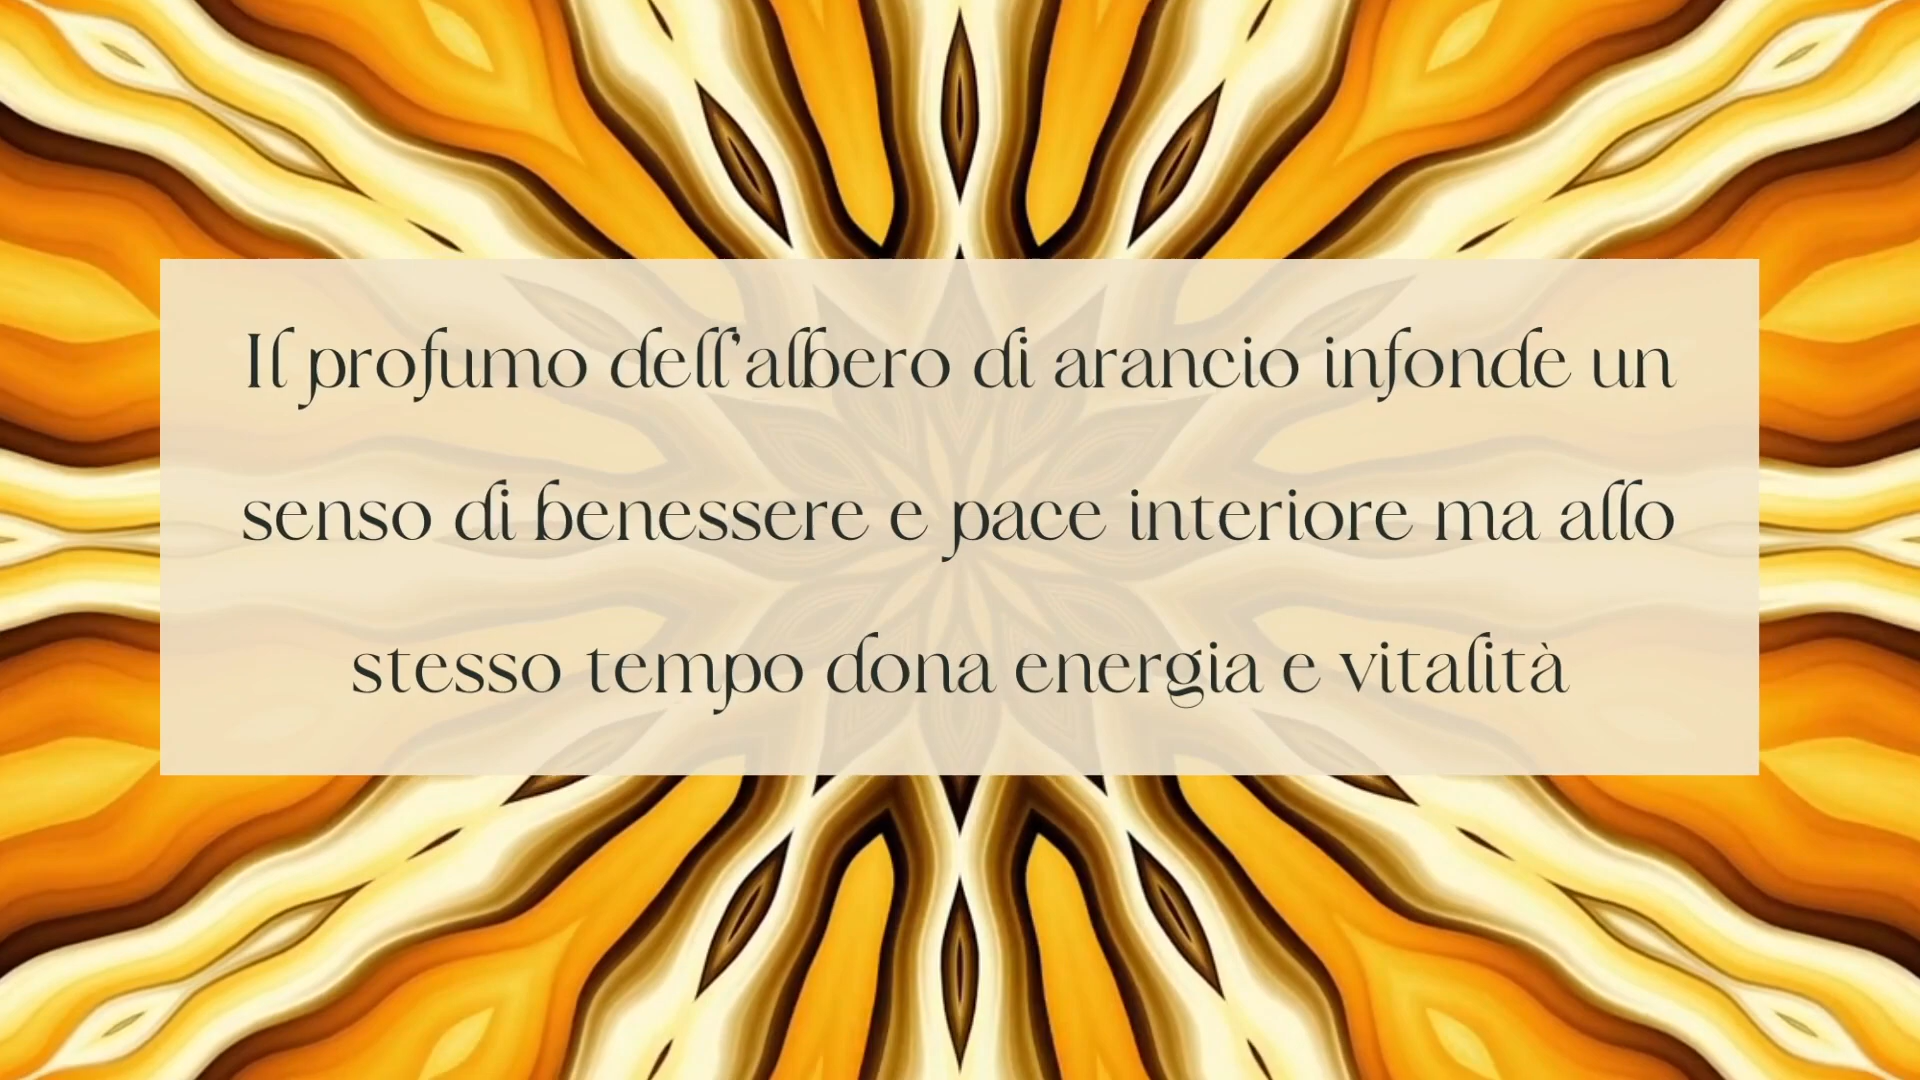 Il profumo dell'albero di arancio infonde un
senso di benessere e pace interiore ma allo
stesso tempo dona energia e vitalità